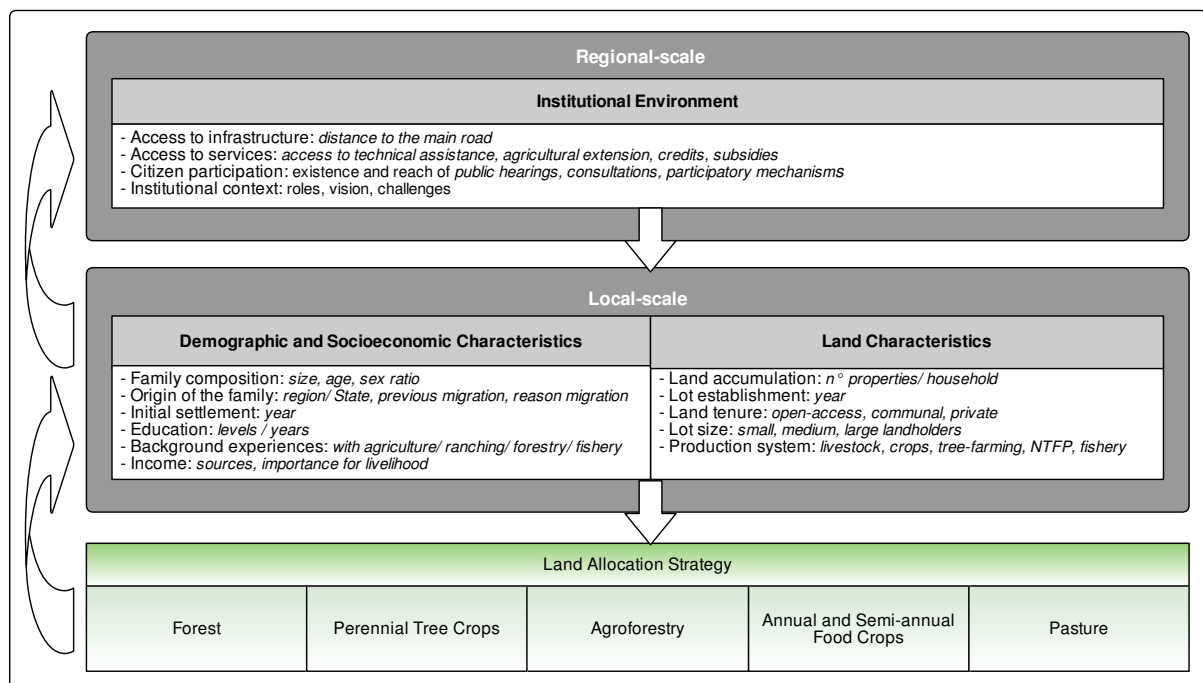 Regional-scale
Institutional Environment
- Access to infrastructure: distance to the main road
- Access to services: access to technical assistance, agricultural extension, credits, subsidies
- Citizen participation: existence and reach of public hearings, consultations, participatory mechanisms
- Institutional context: roles, vision, challenges
Local-scale
Demographic and Socioeconomic Characteristics
- Family composition: size, age, sex ratio
- Origin of the family: region/ State, previous migration, reason migration
- Initial settlement: year
- Education: levels / years
- Background experiences: with agriculture/ ranching/ forestry/ fishery
- Income: sources, importance for livelihood
Land Characteristics
- Land accumulation: n° properties/ household
- Lot establishment: year
- Land tenure: open-access, communal, private
- Lot size: small, medium, large landholders
- Production system: livestock, crops, tree-farming, NTFP, fishery
Land Allocation Strategy
Forest
Perennial Tree Crops
Agroforestry
Annual and Semi-annual
Food Crops
Pasture